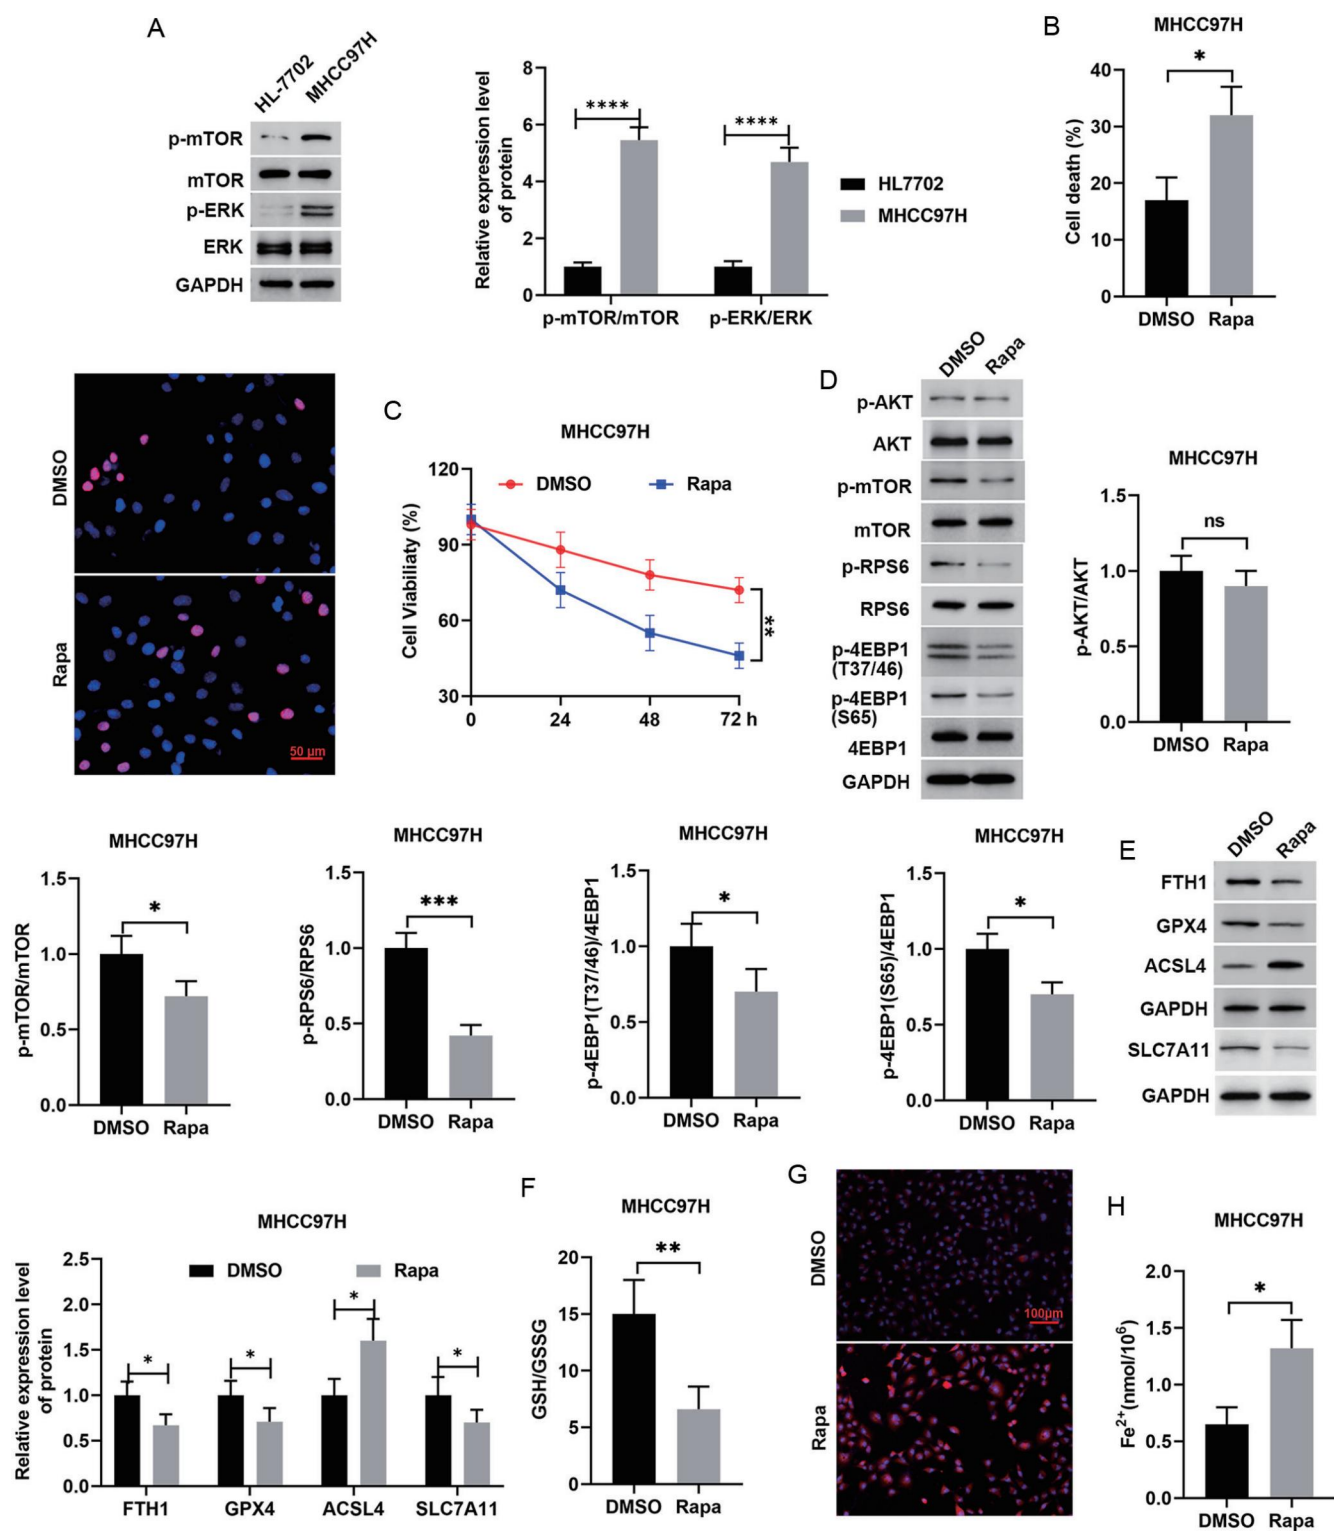 A
HL-7702
MHCC97H
p-mTOR
mTOR
p-ERK
ERK
GAPDH
Relative expression level
of protein
8
6
4
2
0
****
****
p-mTOR/mTOR
p-ERK/ERK
HL7702
MHCC97H
B
MHCC97H
*
Cell death (%)
40
30
20
10
0
DMSO
Rapa
DMSO
Rapa
50 μm
C
MHCC97H
DMSO
Rapa
Cell Viabiliaty (%)
120
90
60
30
**
0
24
48
72 h
D
DMSO
Rapa
p-AKT
AKT
p-mTOR
mTOR
p-RPS6
RPS6
p-4EBP1
(T37/46)
p-4EBP1
(S65)
4EBP1
GAPDH
MHCC97H
ns
p-AKT/AKT
1.5
1.0
0.5
0.0
DMSO
Rapa
MHCC97H
*
p-mTOR/mTOR
1.5
1.0
0.5
0.0
DMSO
Rapa
MHCC97H
***
p-RPS6/RPS6
1.5
1.0
0.5
0.0
DMSO
Rapa
MHCC97H
*
p-4EBP1(T37/46)/4EBP1
1.5
1.0
0.5
0.0
DMSO
Rapa
MHCC97H
*
p-4EBP1(S65)/4EBP1
1.5
1.0
0.5
0.0
DMSO
Rapa
E
DMSO
Rapa
FTH1
GPX4
ACSL4
GAPDH
SLC7A11
GAPDH
MHCC97H
DMSO
Rapa
Relative expression level
of protein
2.5
2.0
1.5
1.0
0.5
0.0
*
*
*
*
FTH1
GPX4
ACSL4
SLC7A11
F
MHCC97H
**
GSH/GSSG
20
15
10
5
0
DMSO
Rapa
G
DMSO
100μm
Rapa
H
MHCC97H
*
Fe²⁺(nmol/10⁶)
2.0
1.5
1.0
0.5
0.0
DMSO
Rapa